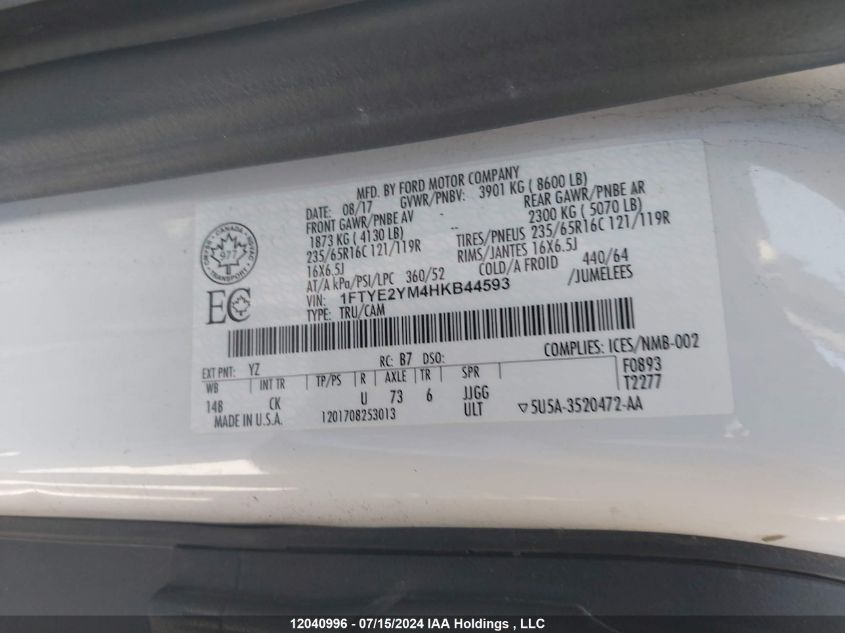 MFD. BY FORD MOTOR COMPANY
DATE: 08/17 GVWR/PNBV: 3901 KG ( 8600 LB)
FRONT GAWR/PNBE AV -- REAR GAWR/PNBE AR
1873 KG ( 4130 LB) 2300 KG ( 5070 LB)
235/65R16C 121/119R TIRES/PNEUS 235/65R16C 121/119R
16X6.5J RIMS/JANTES 16X6.5J
AT/A kPa/PSI/LPC 360/52 COLD/A FROID 440/64
VIN: 1FTYE2YM4HKB44593 /JUMELEES
TYPE: TRU/CAM
CANADA
977
TRANSPORT
EC
EXT PNT: YZ RC: B7 DSO: COMPLIES: ICES/NMB-002
WB INT TR TP/PS R AXLE TR SPR F0893
148 CK U 73 6 JJGG T2277
MADE IN U.S.A. 1201708253013 ULT ▽5U5A-3520472-AA
12040996 - 07/15/2024 IAA Holdings , LLC